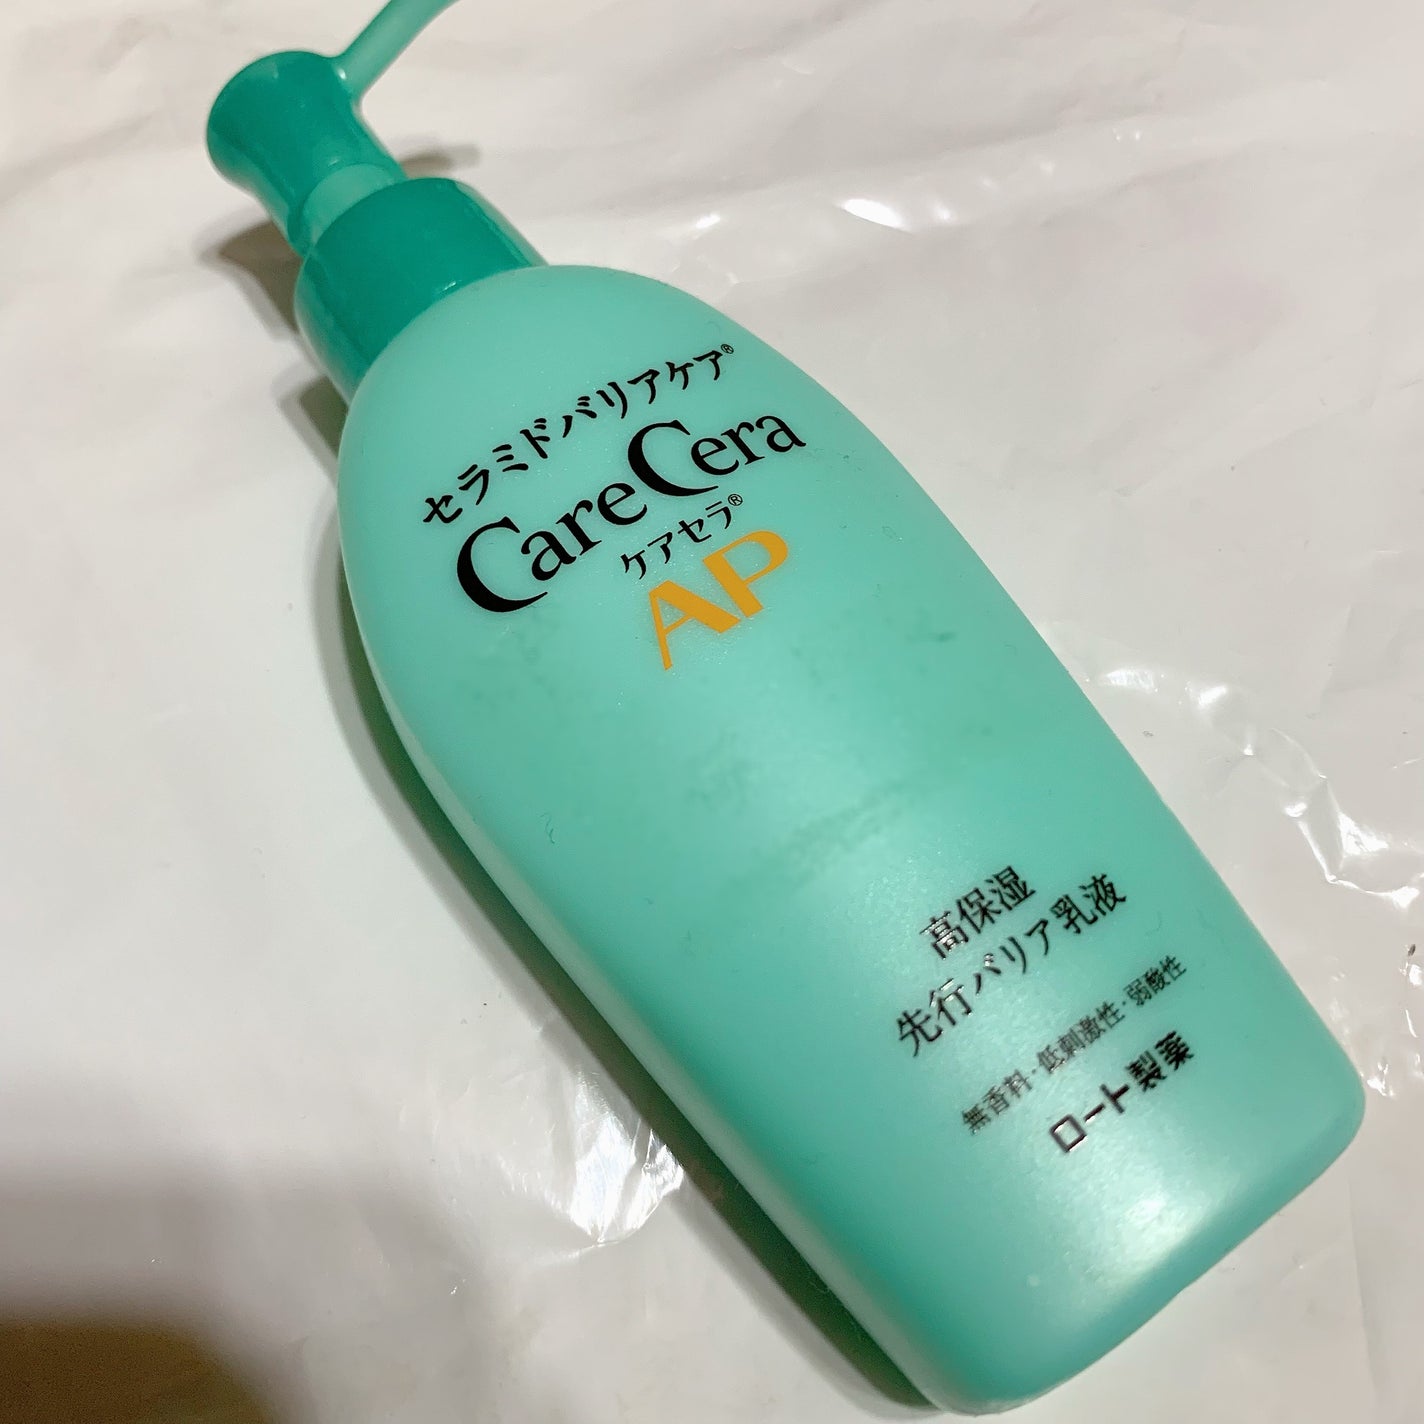 セラミドバリアケア®
CareCera
ケアセラ®
AP
高保湿
先行バリア乳液
無香料・低刺激性・弱酸性
ロート製薬